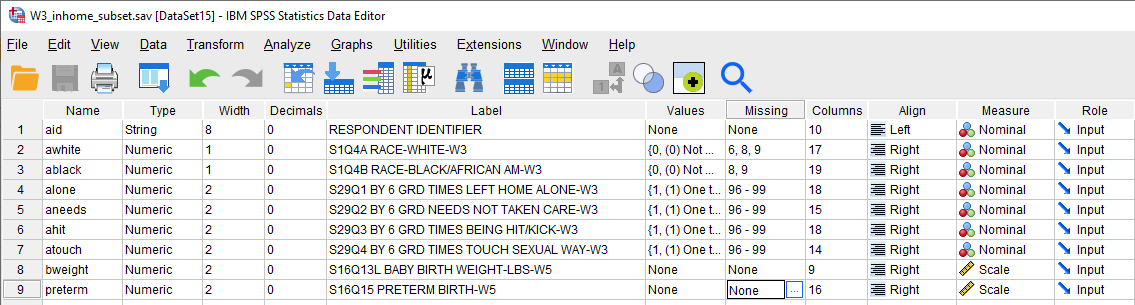 W3_inhome_subset.sav [DataSet15] - IBM SPSS Statistics Data Editor
File Edit View Data Transform Analyze Graphs Utilities Extensions Window Help
Name Type Width Decimals Label Values Missing Columns Align Measure Role
1 aid String 8 0 RESPONDENT IDENTIFIER None None 10 Left Nominal Input
2 awhite Numeric 1 0 S1Q4A RACE-WHITE-W3 {0, (0) Not ... 6, 8, 9 17 Right Nominal Input
3 ablack Numeric 1 0 S1Q4B RACE-BLACK/AFRICAN AM-W3 {0, (0) Not ... 8, 9 19 Right Nominal Input
4 alone Numeric 2 0 S29Q1 BY 6 GRD TIMES LEFT HOME ALONE-W3 {1, (1) One t... 96 - 99 18 Right Nominal Input
5 aneeds Numeric 2 0 S29Q2 BY 6 GRD NEEDS NOT TAKEN CARE-W3 {1, (1) One t... 96 - 99 15 Right Nominal Input
6 ahit Numeric 2 0 S29Q3 BY 6 GRD TIMES BEING HIT/KICK-W3 {1, (1) One t... 96 - 99 18 Right Nominal Input
7 atouch Numeric 2 0 S29Q4 BY 6 GRD TIMES TOUCH SEXUAL WAY-W3 {1, (1) One t... 96 - 99 14 Right Nominal Input
8 bweight Numeric 2 0 S16Q13L BABY BIRTH WEIGHT-LBS-W5 None None 9 Right Scale Input
9 preterm Numeric 2 0 S16Q15 PRETERM BIRTH-W5 None None ... 16 Right Scale Input